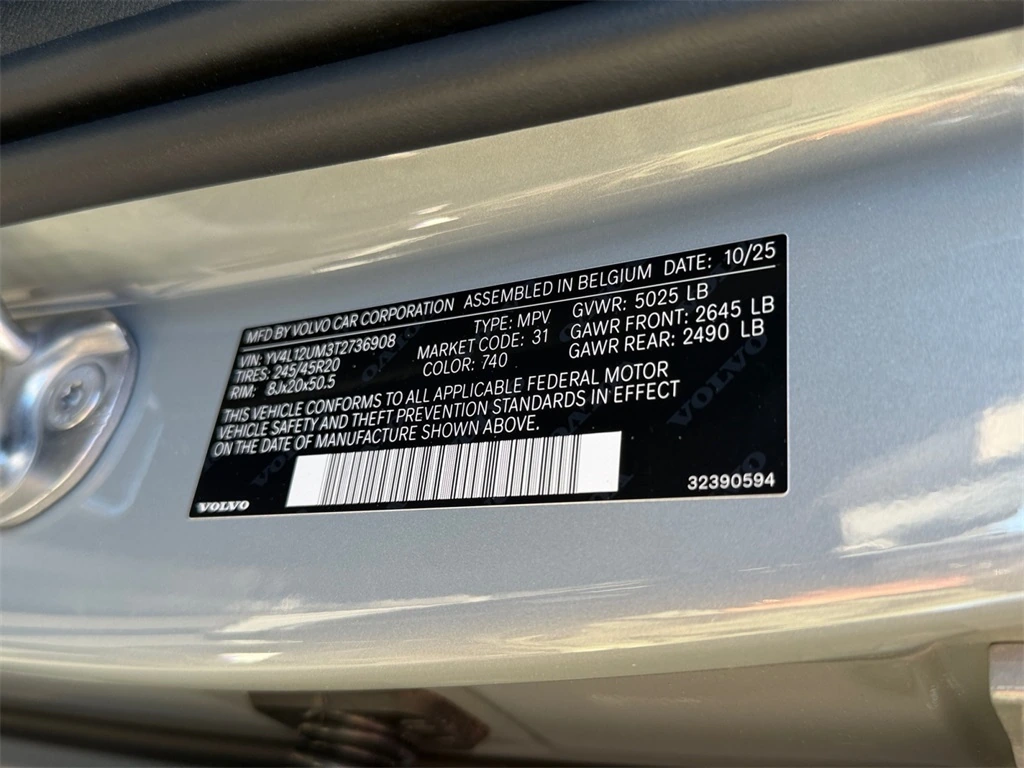 MFD BY VOLVO CAR CORPORATION ASSEMBLED IN BELGIUM DATE: 10/25
VIN: YV4L12UM3T2736908 TYPE: MPV GVWR: 5025 LB
TIRES: 245/45R20 MARKET CODE: 31 GAWR FRONT: 2645 LB
RIM: 8Jx20x50.5 COLOR: 740 GAWR REAR: 2490 LB
THIS VEHICLE CONFORMS TO ALL APPLICABLE FEDERAL MOTOR
VEHICLE SAFETY AND THEFT PREVENTION STANDARDS IN EFFECT
ON THE DATE OF MANUFACTURE SHOWN ABOVE.
VOLVO 32390594